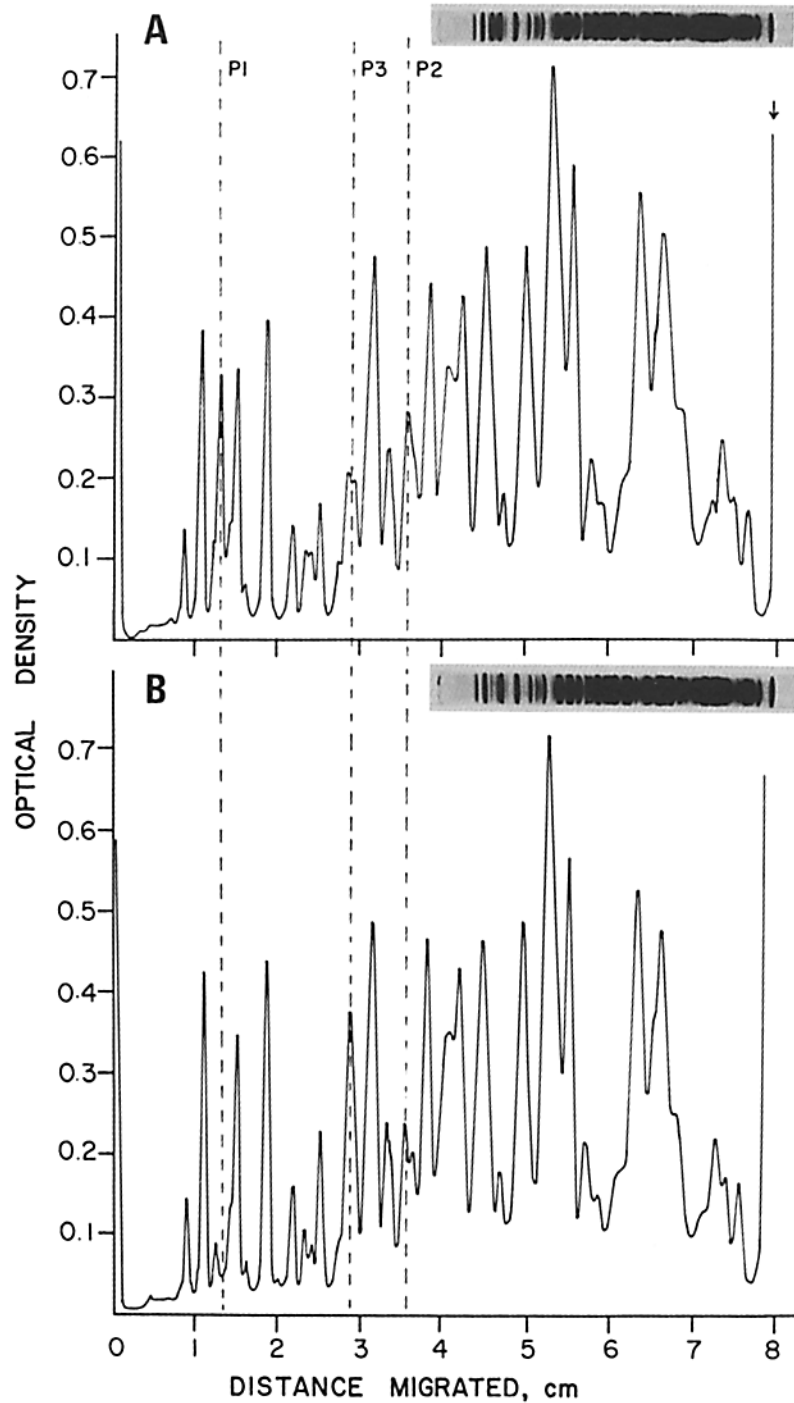 A
P1
P3
P2
↓
0.7
0.6
0.5
0.4
0.3
0.2
0.1
B
0.7
0.6
0.5
0.4
0.3
0.2
0.1
OPTICAL DENSITY
0 1 2 3 4 5 6 7 8
DISTANCE MIGRATED, cm